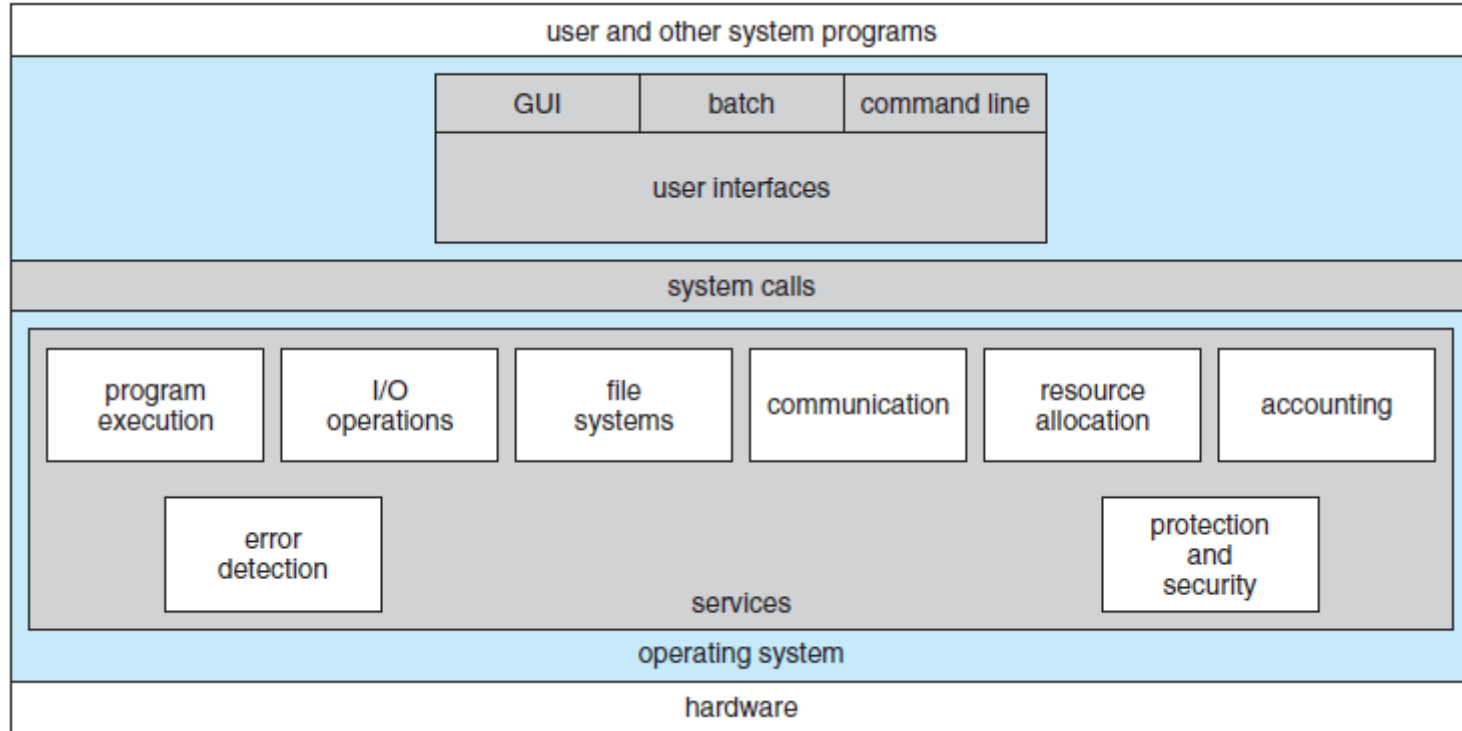 user and other system programs
GUI
batch
command line
user interfaces
system calls
program
execution
I/O
operations
file
systems
communication
resource
allocation
accounting
error
detection
protection
and
security
services
operating system
hardware